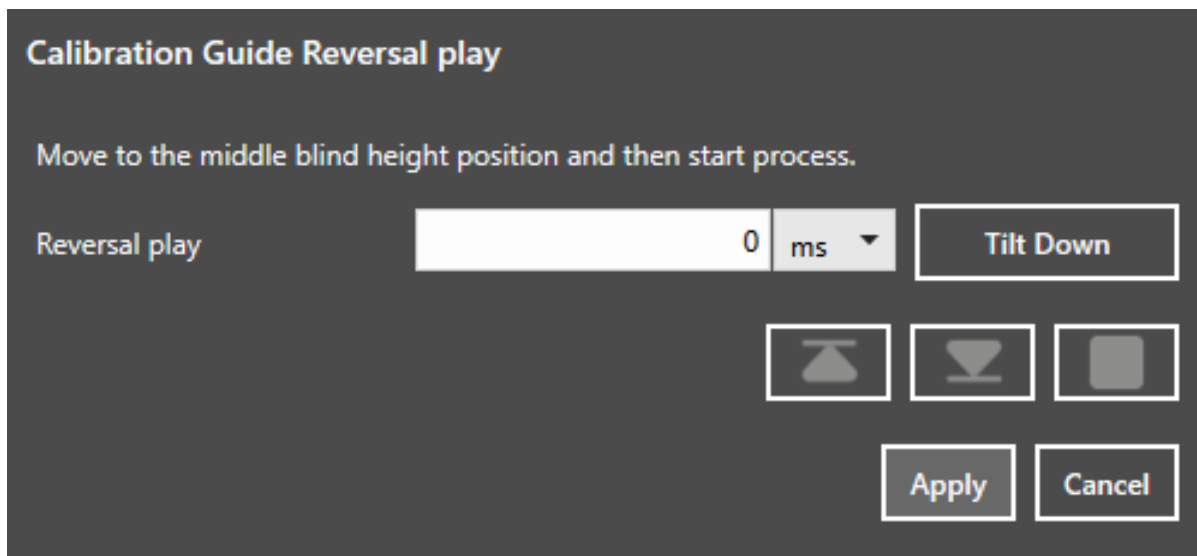 Calibration Guide Reversal play
Move to the middle blind height position and then start process.
Reversal play 0 ms Tilt Down
Apply Cancel